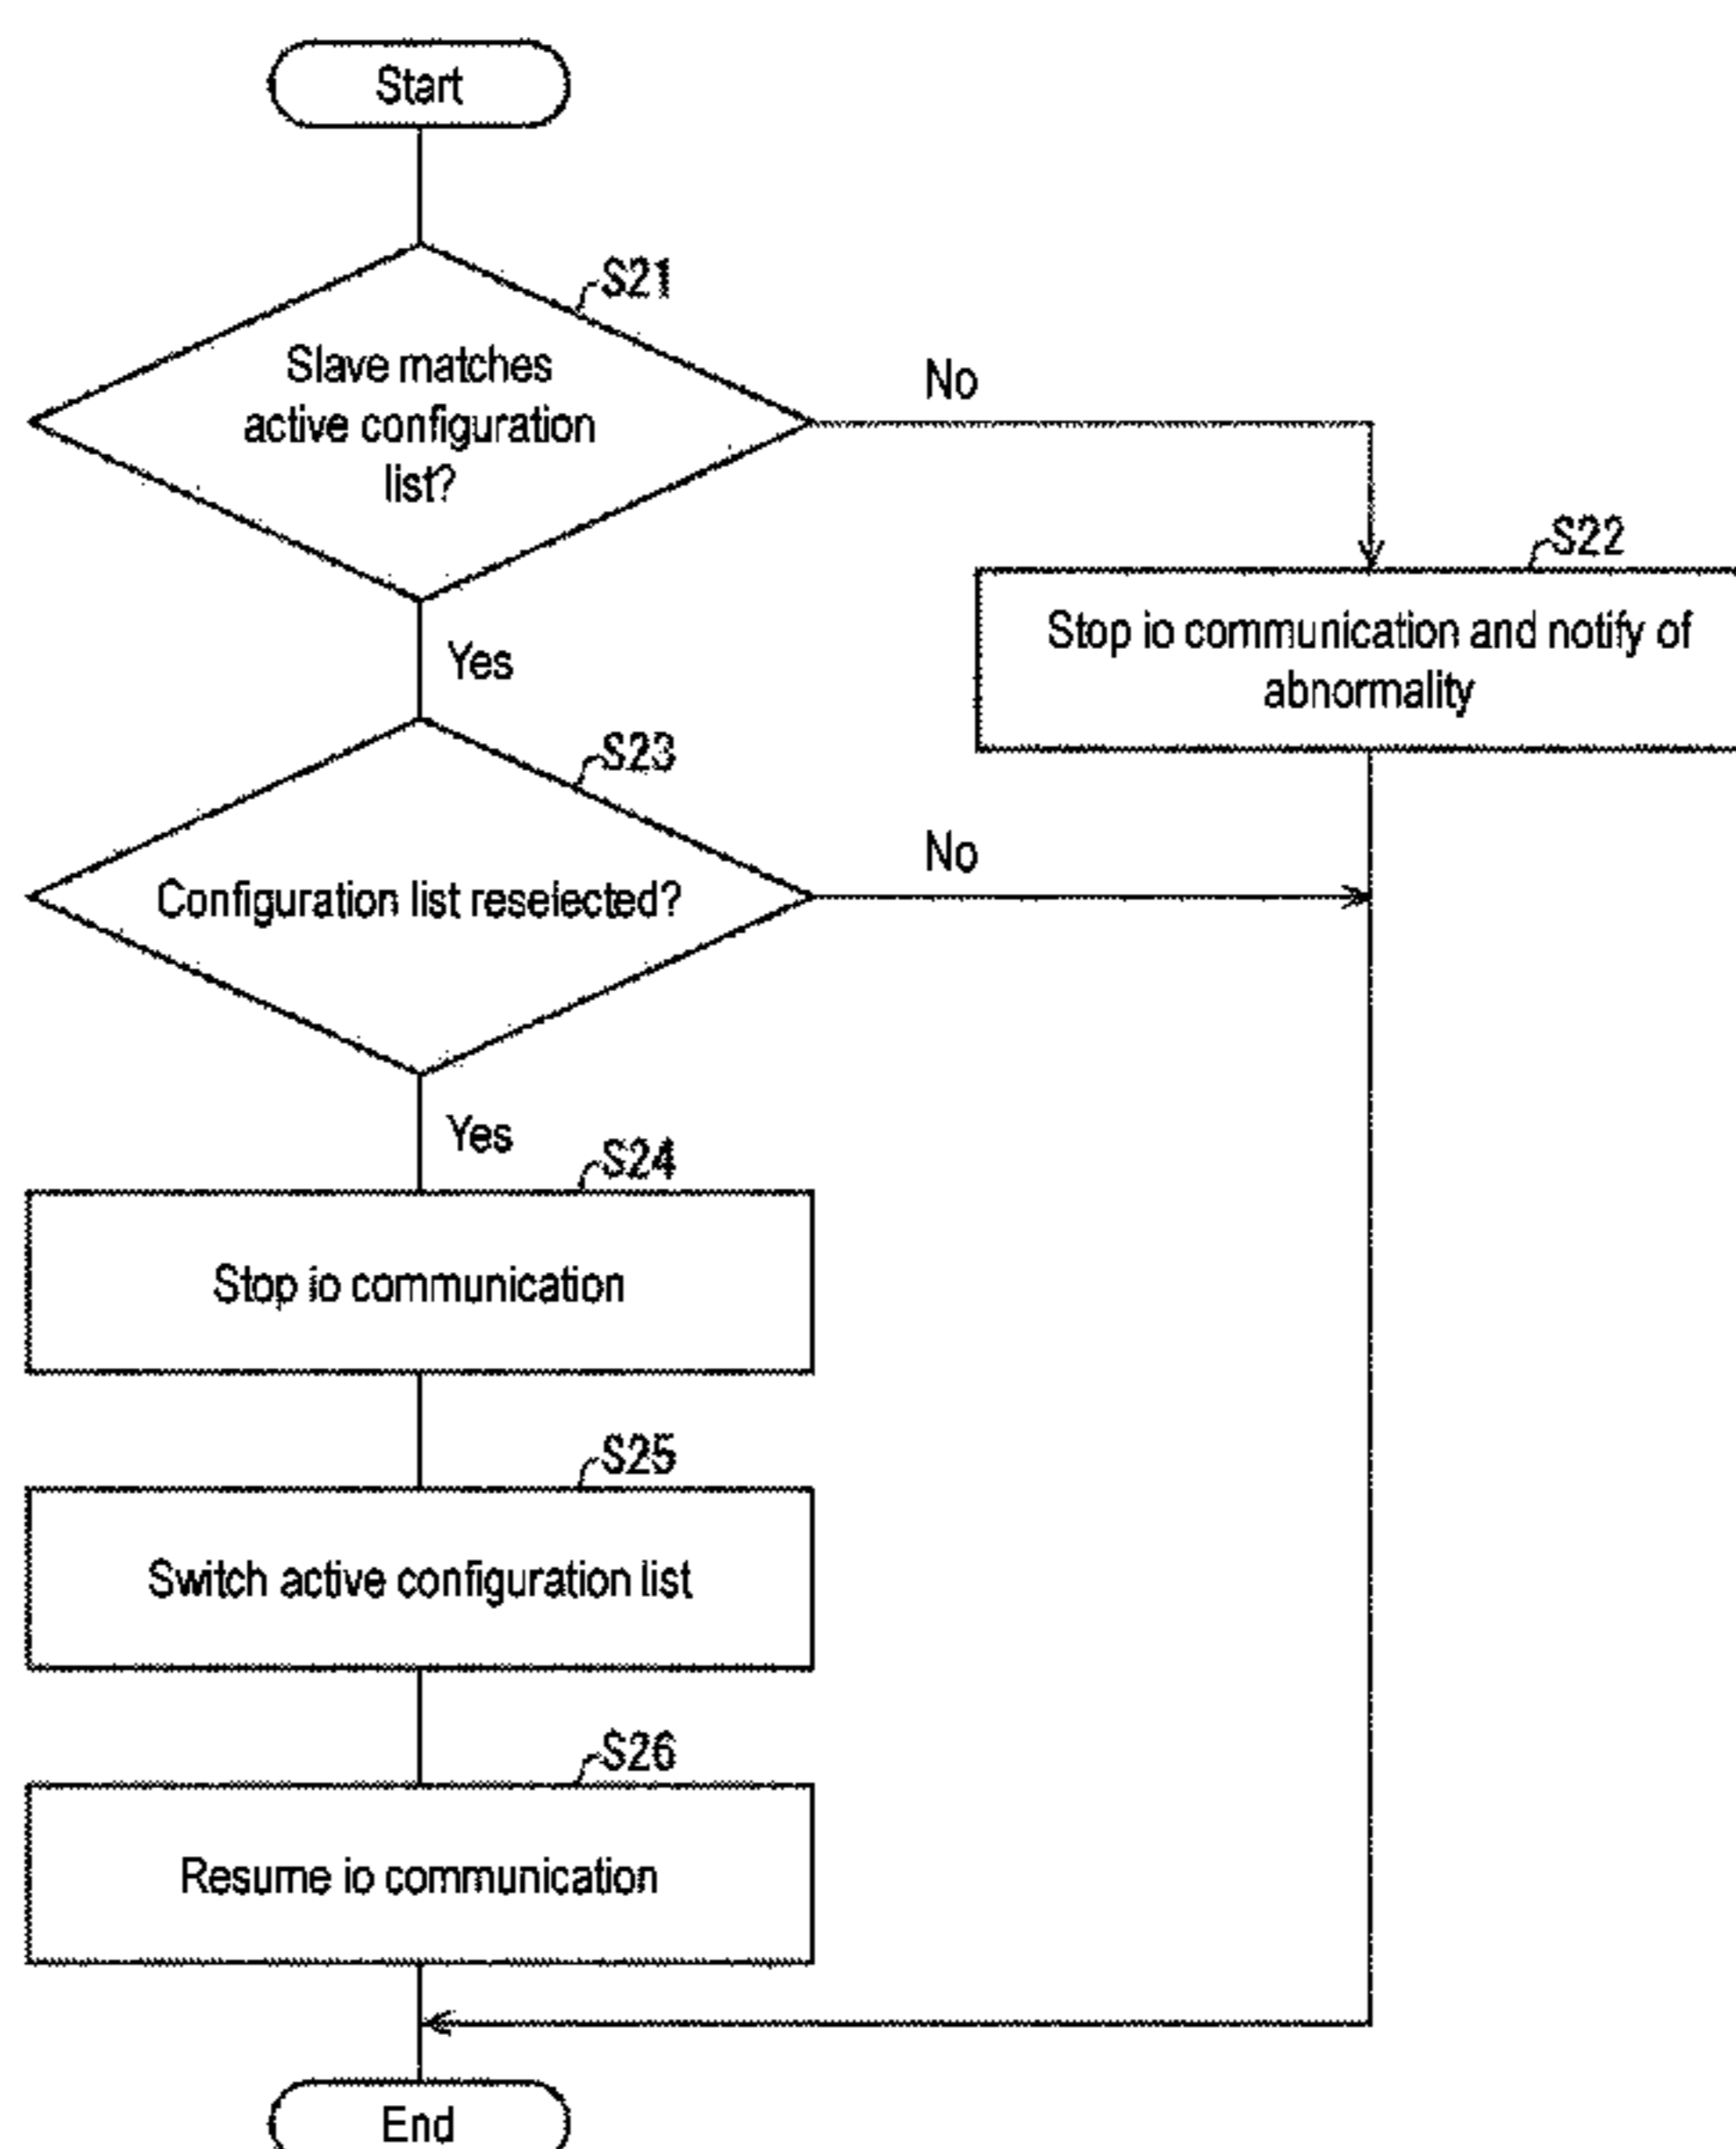 Start
S21
Slave matches
active configuration
list?
No
S22
Stop io communication and notify of
abnormality
Yes
S23
Configuration list reselected?
No
Yes
S24
Stop io communication
S25
Switch active configuration list
S26
Resume io communication
End